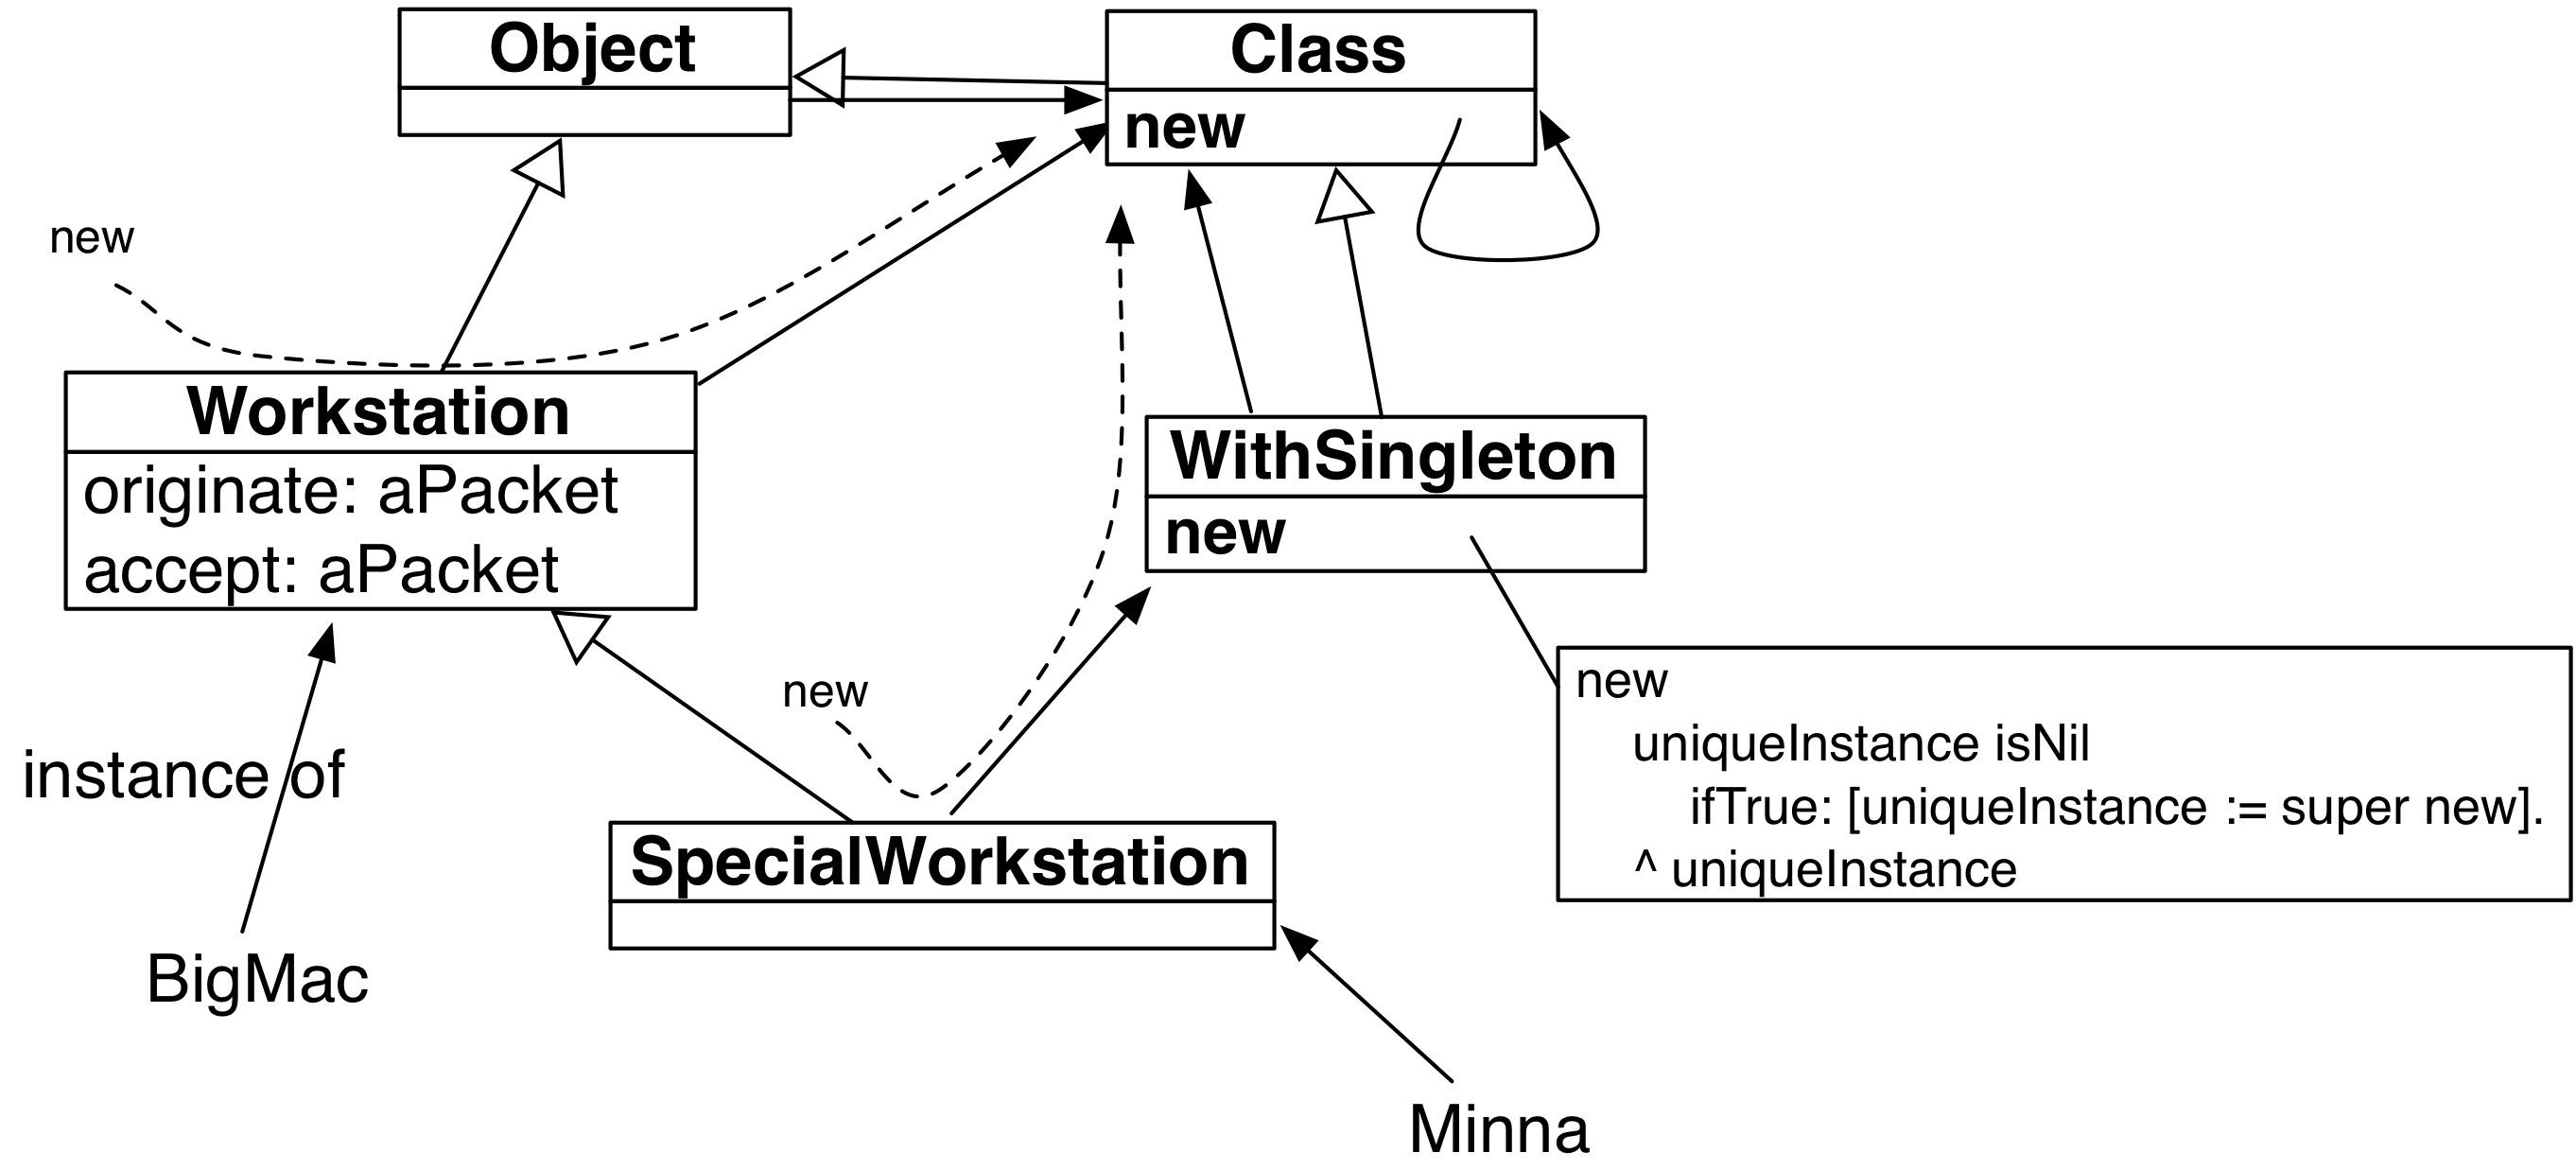 Object
Class
new
new
Workstation
originate: aPacket
accept: aPacket
WithSingleton
new
new
uniqueInstance isNil
ifTrue: [uniqueInstance := super new].
^ uniqueInstance
new
instance of
SpecialWorkstation
BigMac
Minna